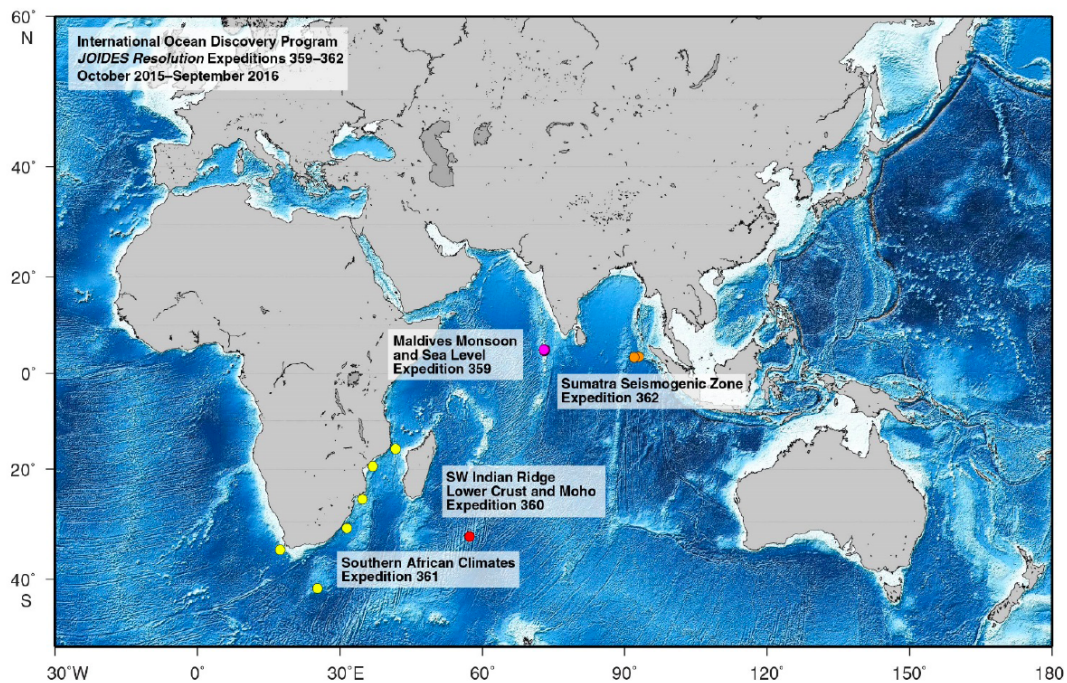 60˚
N
International Ocean Discovery Program
JOIDES Resolution Expeditions 359–362
October 2015–September 2016
40˚
20˚
Maldives Monsoon
and Sea Level
Expedition 359
0˚
Sumatra Seismogenic Zone
Expedition 362
20˚
SW Indian Ridge
Lower Crust and Moho
Expedition 360
Southern African Climates
Expedition 361
40˚
S
30˚W
0˚
30˚E
60˚
90˚
120˚
150˚
180